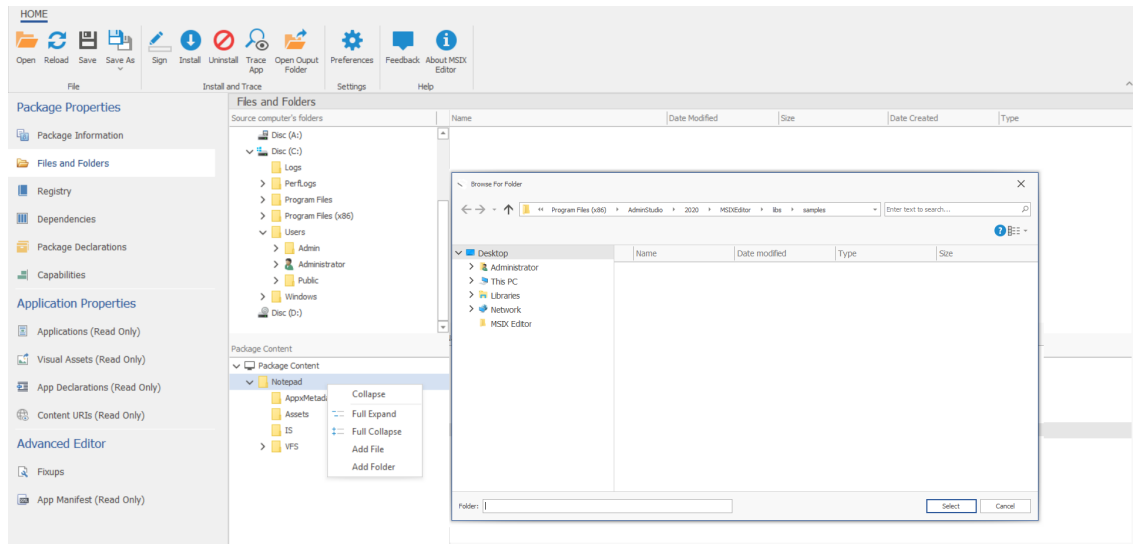 HOME
Open Reload Save Save As Sign Install Uninstall Trace App Open Ouput Folder Preferences Feedback About MSIX Editor
File Install and Trace Settings Help
Package Properties
Package Information
Files and Folders
Registry
Dependencies
Package Declarations
Capabilities
Application Properties
Applications (Read Only)
Visual Assets (Read Only)
App Declarations (Read Only)
Content URIs (Read Only)
Advanced Editor
Fixups
App Manifest (Read Only)
Files and Folders
Source computer's folders
Name Date Modified Size Date Created Type
Disc (A:)
Disc (C:)
Logs
PerfLogs
Program Files
Program Files (x86)
Users
Admin
Administrator
Public
Windows
Disc (D:)
Package Content
Package Content
Notepad
AppxMetada
Assets
IS
VFS
Collapse
Full Expand
Full Collapse
Add File
Add Folder
Browse For Folder
Program Files (x86) AdminStudio 2020 MSIXEditor libs samples Enter text to search...
Desktop
Administrator
This PC
Libraries
Network
MSIX Editor
Name Date modified Type Size
Folder: Select Cancel